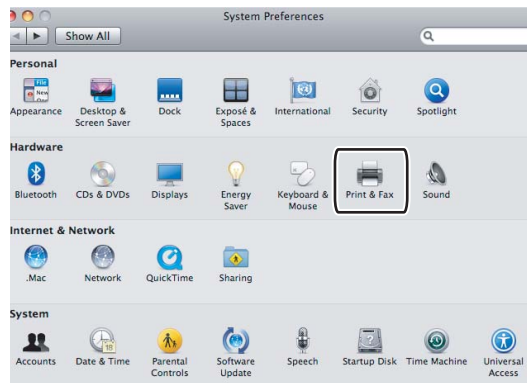 System Preferences
Show All
Personal
Appearance
Desktop & Screen Saver
Dock
Exposé & Spaces
International
Security
Spotlight
Hardware
Bluetooth
CDs & DVDs
Displays
Energy Saver
Keyboard & Mouse
Print & Fax
Sound
Internet & Network
.Mac
Network
QuickTime
Sharing
System
Accounts
Date & Time
Parental Controls
Software Update
Speech
Startup Disk
Time Machine
Universal Access